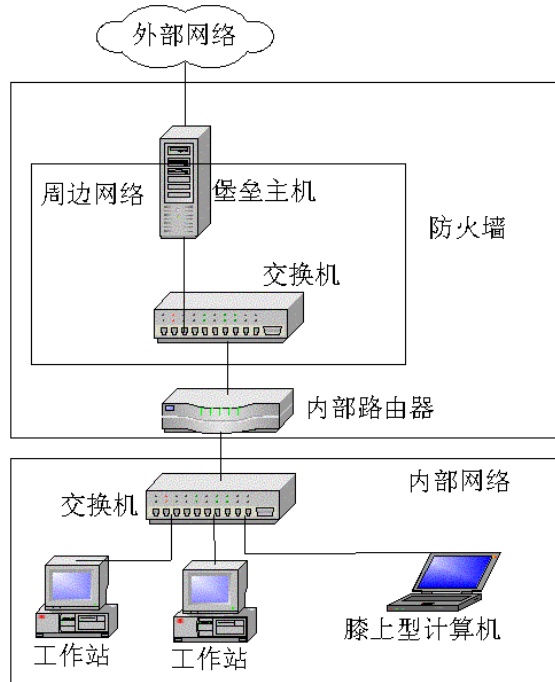 外部网络
周边网络
堡垒主机
防火墙
交换机
内部路由器
内部网络
交换机
工作站
工作站
膝上型计算机